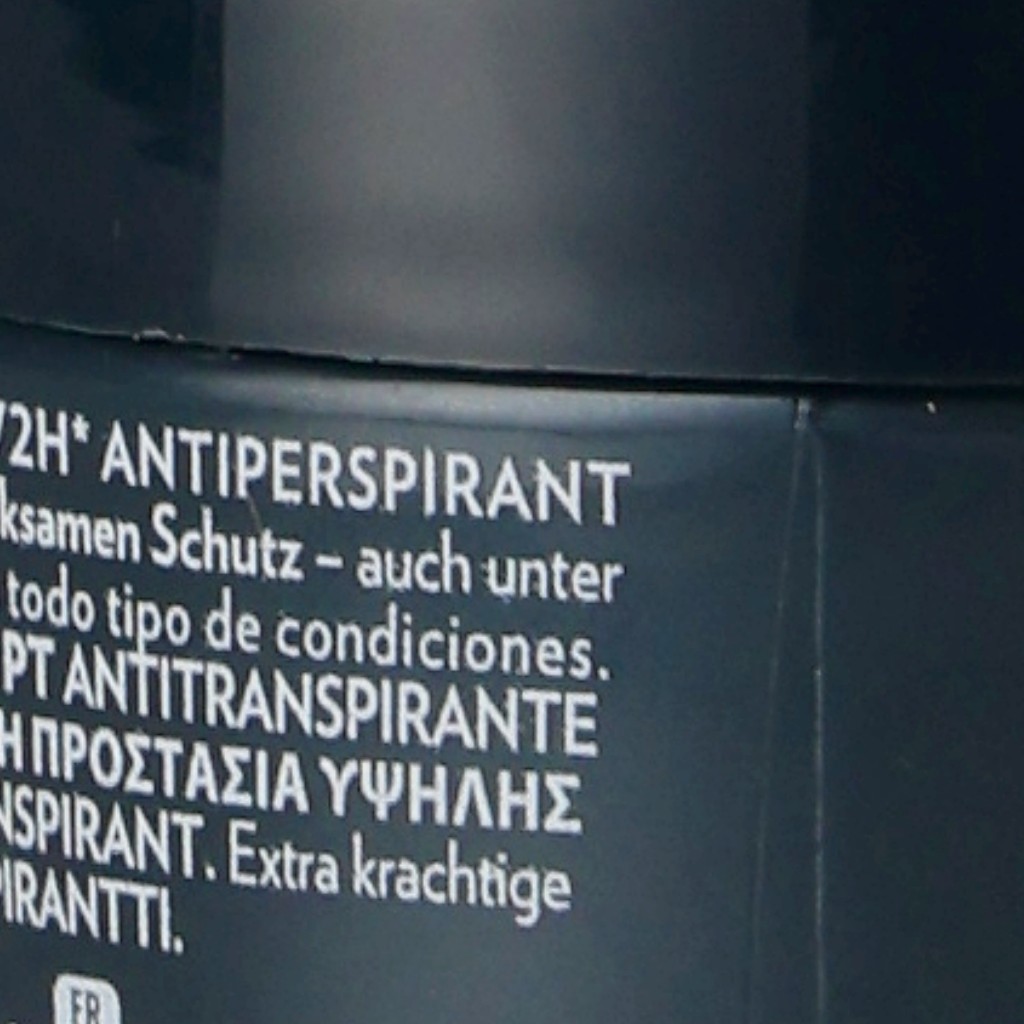 72H* ANTIPERSPIRANT
ksamen Schutz – auch unter
todo tipo de condiciones.
PT ANTITRANSPIRANTE
Η ΠΡΟΣΤΑΣΙΑ ΥΨΗΛΗΣ
NSPIRANT. Extra krachtige
PIRANTTI.
FR